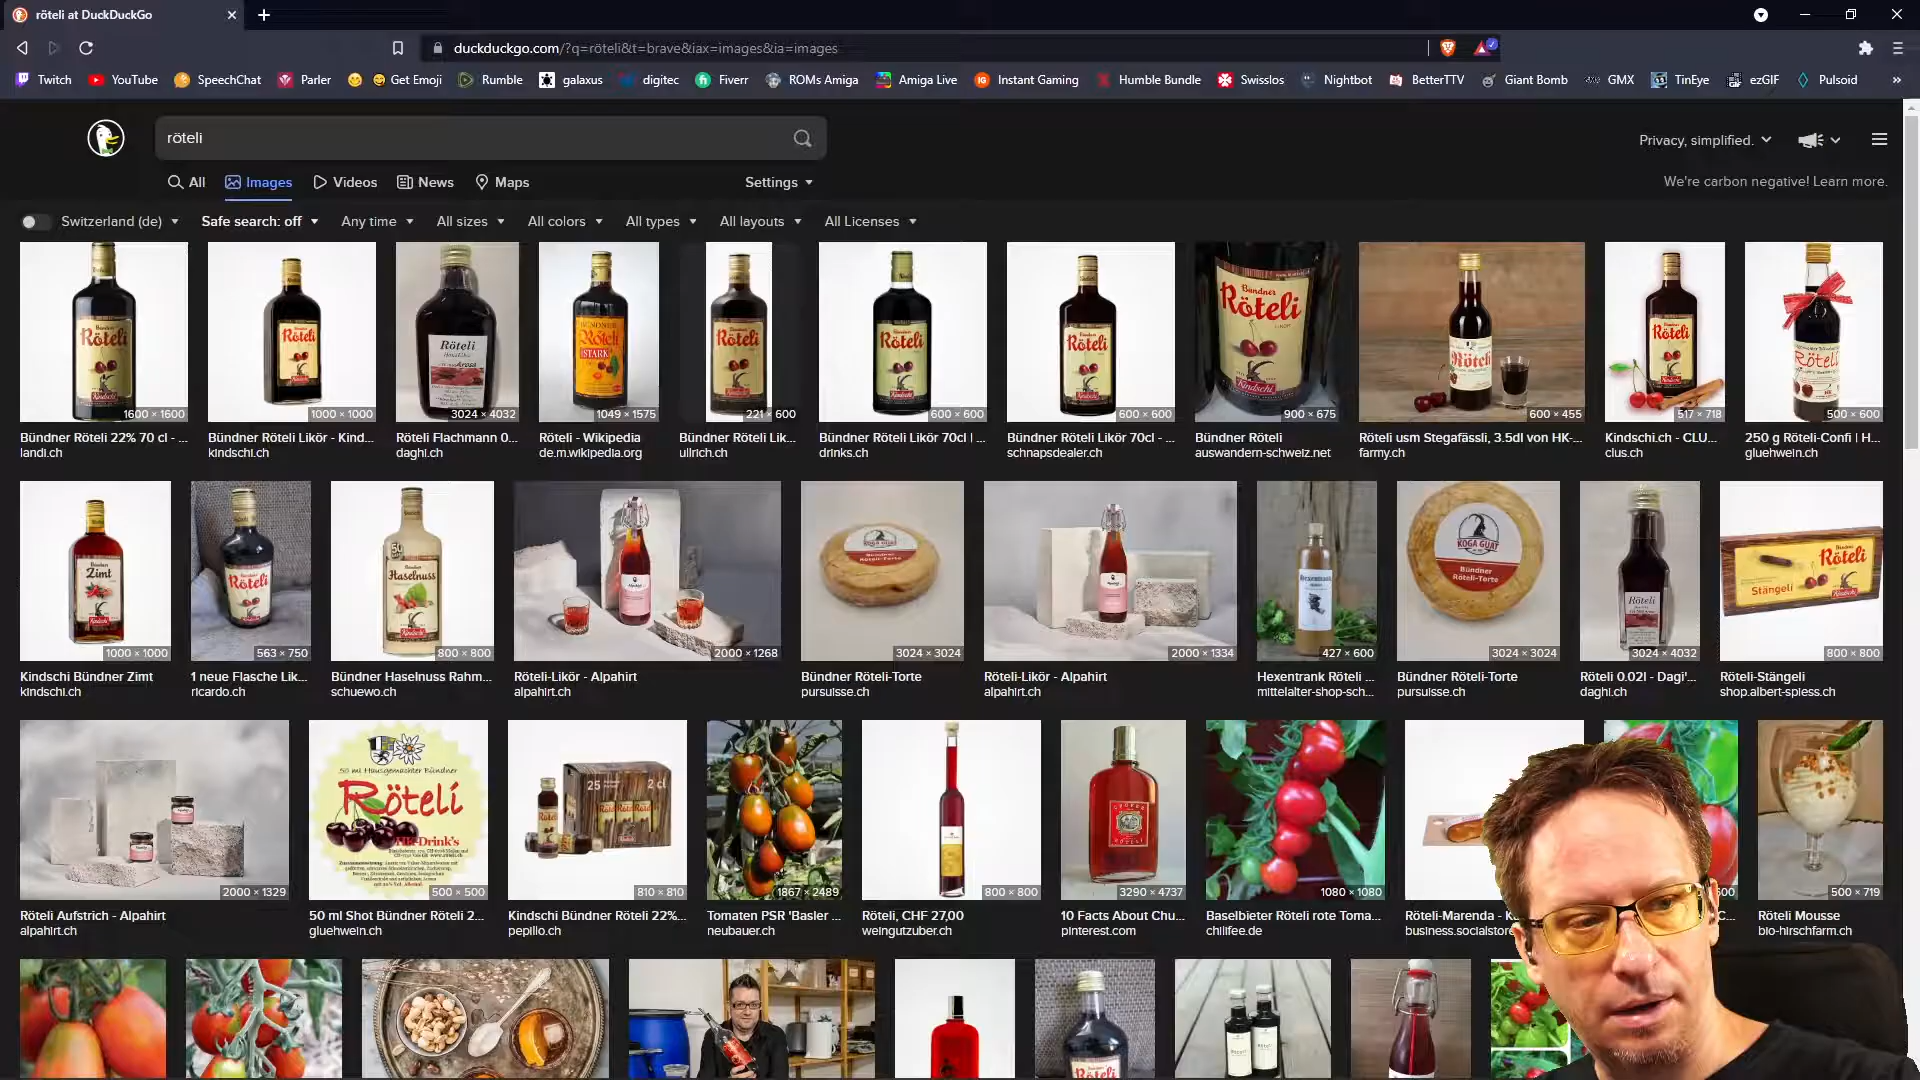 röteli at DuckDuckGo
duckduckgo.com/?q=röteli&t=brave&iax=images&ia=images
Twitch YouTube SpeechChat Parler Get Emoji Rumble galaxus digitec Fiverr ROMs Amiga Amiga Live Instant Gaming Humble Bundle Swisslos Nightbot BetterTTV Giant Bomb GMX TinEye ezGIF Pulsoid
röteli
Privacy, simplified.
All Images Videos News Maps Settings
We're carbon negative! Learn more.
Switzerland (de) Safe search: off Any time All sizes All colors All types All layouts All Licenses
1600 × 1600 1000 × 1000 3024 × 4032 1049 × 1575 221 × 600 600 × 600 600 × 600 900 × 675 600 × 455 517 × 718 500 × 600
Bündner Röteli 22% 70 cl - ... Bündner Röteli Likör - Kind... Röteli Flachmann 0... Röteli - Wikipedia Bündner Röteli Lik... Bündner Röteli Likör 70cl | ... Bündner Röteli Likör 70cl - ... Bündner Röteli Röteli usm Stegafässli, 3.5dl von HK-... Kindschi.ch - CLU... 250 g Röteli-Confi | H...
landi.ch kindschi.ch daghi.ch de.m.wikipedia.org ullrich.ch drinks.ch schnapsdealer.ch auswandern-schweiz.net farmy.ch clus.ch gluehwein.ch
1000 × 1000 563 × 750 800 × 800 2000 × 1268 3024 × 3024 2000 × 1334 427 × 600 3024 × 3024 3024 × 4032 800 × 800
Kindschi Bündner Zimt 1 neue Flasche Lik... Bündner Haselnuss Rahm... Röteli-Likör - Alpahirt Bündner Röteli-Torte Röteli-Likör - Alpahirt Hexentrank Röteli ... Bündner Röteli-Torte Röteli 0.02l - Dagi'... Röteli-Stängeli
kindschi.ch ricardo.ch schuewo.ch alpahirt.ch pursuisse.ch alpahirt.ch mittelalter-shop-sch... pursuisse.ch daghi.ch shop.albert-spiess.ch
2000 × 1329 500 × 500 810 × 810 1867 × 2489 800 × 800 3290 × 4737 1080 × 1080 500 × 719
Röteli Aufstrich - Alpahirt 50 ml Shot Bündner Röteli 2... Kindschi Bündner Röteli 22%... Tomaten PSR 'Basler ... Röteli, CHF 27,00 10 Facts About Chu... Baselbieter Röteli rote Toma... Röteli-Marenda - K Röteli Mousse
alpahirt.ch gluehwein.ch pepillo.ch neubauer.ch weingutzuber.ch pinterest.com chilifee.de business.socialstore bio-hirschfarm.ch